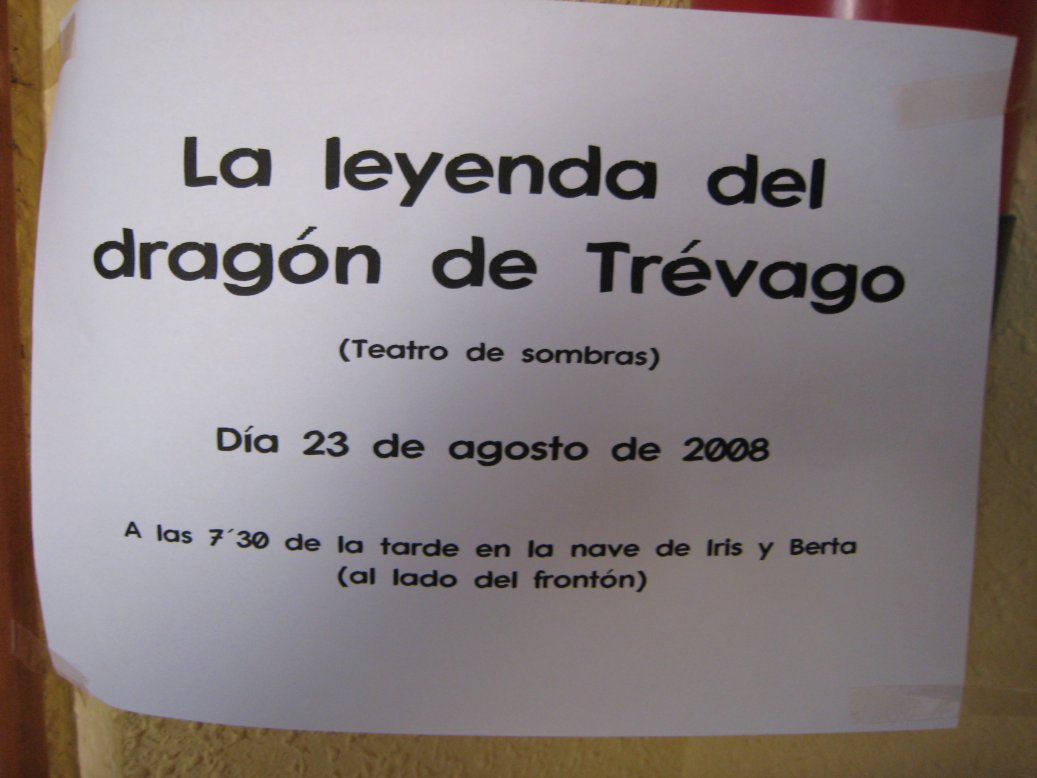 La leyenda del
dragón de Trévago
(Teatro de sombras)
Día 23 de agosto de 2008
A las 7´30 de la tarde en la nave de Iris y Berta
(al lado del frontón)